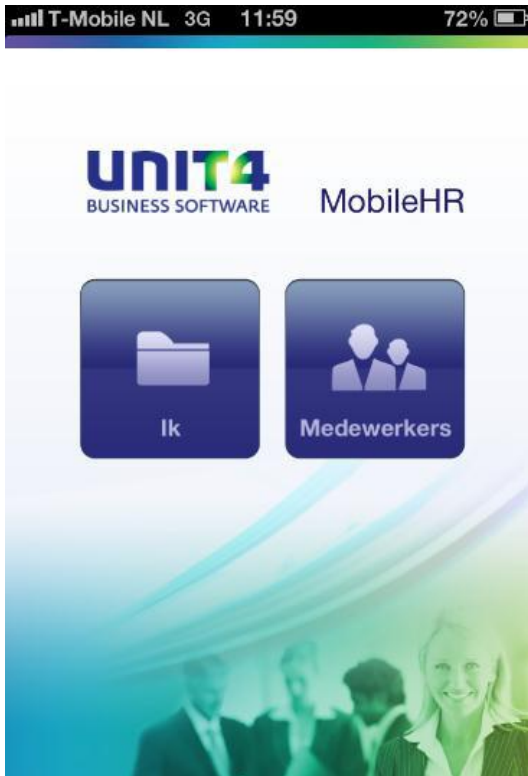 T-Mobile NL 3G 11:59 72%
UNIT4
BUSINESS SOFTWARE
MobileHR
Ik
Medewerkers